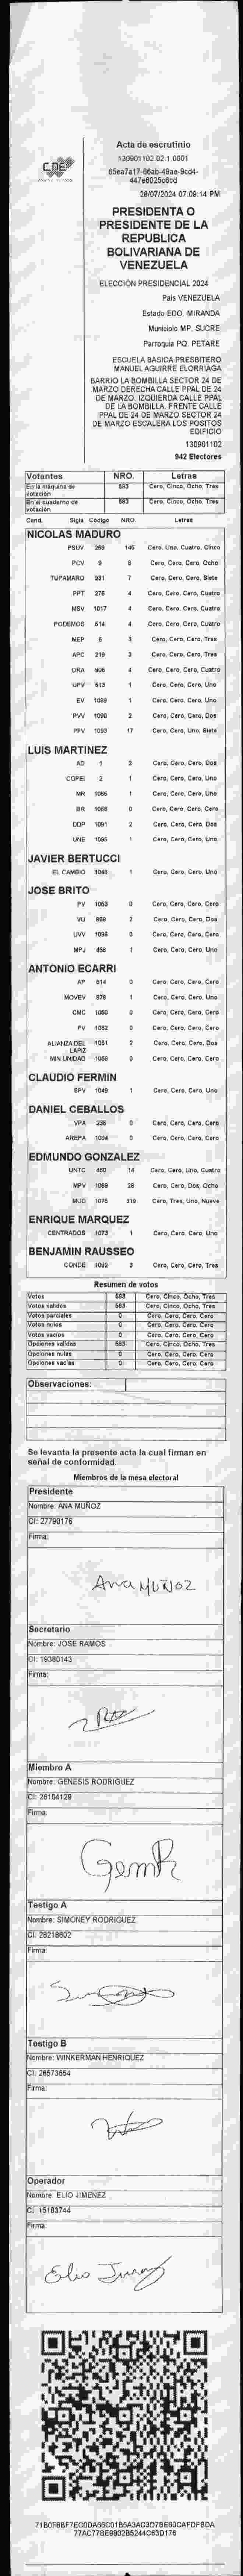 CNE
Acta de escrutinio
130901102.02.1.0001
28/07/2024 07:09:14 PM
PRESIDENTA O
PRESIDENTE DE LA
REPUBLICA
BOLIVARIANA DE
VENEZUELA
ELECCIÓN PRESIDENCIAL 2024
Pais VENEZUELA
Estado EDO. MIRANDA
Municipio MP. SUCRE
Parroquia PQ. PETARE
ESCUELA BASICA PRESBITERO
MANUEL AGUIRRE ELORRIAGA
BARRIO LA BOMBILLA SECTOR 24 DE
MARZO DERECHA CALLE PPAL DE 24
DE MARZO. IZQUIERDA CALLE PPAL
DE LA BOMBILLA. FRENTE CALLE
PPAL DE 24 DE MARZO SECTOR 24
DE MARZO ESCALERA LOS POSITOS
EDIFICIO
130901102
942 Electores
Votantes NRO. Letras
En la máquina de votación 583 Cero, Cinco, Ocho, Tres
En el cuaderno de votación 583 Cero, Cinco, Ocho, Tres
Cand. Sigla Código NRO. Letras
NICOLAS MADURO
PSUV 269 145 Cero, Uno, Cuatro, Cinco
PCV 9 8 Cero, Cero, Cero, Ocho
TUPAMARO 931 7 Cero, Cero, Cero, Siete
PPT 276 4 Cero, Cero, Cero, Cuatro
MSV 1017 4 Cero, Cero, Cero, Cuatro
PODEMOS 514 4 Cero, Cero, Cero, Cuatro
MEP 6 3 Cero, Cero, Cero, Tres
APC 219 3 Cero, Cero, Cero, Tres
ORA 906 4 Cero, Cero, Cero, Cuatro
UPV 513 1 Cero, Cero, Cero, Uno
EV 1089 1 Cero, Cero, Cero, Uno
PVV 1090 2 Cero, Cero, Cero, Dos
PFV 1093 17 Cero, Cero, Uno, Siete
LUIS MARTINEZ
AD 1 2 Cero, Cero, Cero, Dos
COPEI 2 1 Cero, Cero, Cero, Uno
MR 1065 1 Cero, Cero, Cero, Uno
BR 1066 0 Cero, Cero, Cero, Cero
DDP 1091 2 Cero, Cero, Cero, Dos
UNE 1095 1 Cero, Cero, Cero, Uno
JAVIER BERTUCCI
EL CAMBIO 1046 1 Cero, Cero, Cero, Uno
JOSE BRITO
PV 1053 0 Cero, Cero, Cero, Cero
VU 868 2 Cero, Cero, Cero, Dos
UVV 1096 0 Cero, Cero, Cero, Cero
MPJ 458 1 Cero, Cero, Cero, Uno
ANTONIO ECARRI
AP 814 0 Cero, Cero, Cero, Cero
MOVEV 878 1 Cero, Cero, Cero, Uno
CMC 1050 0 Cero, Cero, Cero, Cero
FV 1052 0 Cero, Cero, Cero, Cero
ALIANZA DEL LAPIZ 1051 2 Cero, Cero, Cero, Dos
MIN UNIDAD 1058 0 Cero, Cero, Cero, Cero
CLAUDIO FERMIN
SPV 1049 1 Cero, Cero, Cero, Uno
DANIEL CEBALLOS
VPA 236 0 Cero, Cero, Cero, Cero
AREPA 1094 0 Cero, Cero, Cero, Cero
EDMUNDO GONZALEZ
UNTC 460 14 Cero, Cero, Uno, Cuatro
MPV 1069 28 Cero, Cero, Dos, Ocho
MUD 1075 319 Cero, Tres, Uno, Nueve
ENRIQUE MARQUEZ
CENTRADOS 1073 1 Cero, Cero, Cero, Uno
BENJAMIN RAUSSEO
CONDE 1092 3 Cero, Cero, Cero, Tres
Resumen de votos
Votos 583 Cero, Cinco, Ocho, Tres
Votos validos 583 Cero, Cinco, Ocho, Tres
Votos parciales 0 Cero, Cero, Cero, Cero
Votos nulos 0 Cero, Cero, Cero, Cero
Votos vacios 0 Cero, Cero, Cero, Cero
Opciones validas 583 Cero, Cinco, Ocho, Tres
Opciones nulas 0 Cero, Cero, Cero, Cero
Opciones vacias 0 Cero, Cero, Cero, Cero
Observaciones:
Se levanta la presente acta la cual firman en
señal de conformidad.
Miembros de la mesa electoral
Presidente
Nombre: ANA MUÑOZ
CI: 27790176
Firma:
Ana MUÑOZ
Secretario
Nombre: JOSE RAMOS
CI: 19380143
Firma:
Miembro A
Nombre: GENESIS RODRIGUEZ
CI: 26104129
Firma:
Testigo A
Nombre: SIMONEY RODRIGUEZ
CI: 28218602
Firma:
Testigo B
Nombre: WINKERMAN HENRIQUEZ
CI: 26573854
Firma:
Operador
Nombre: ELIO JIMENEZ
CI: 15183744
Firma: